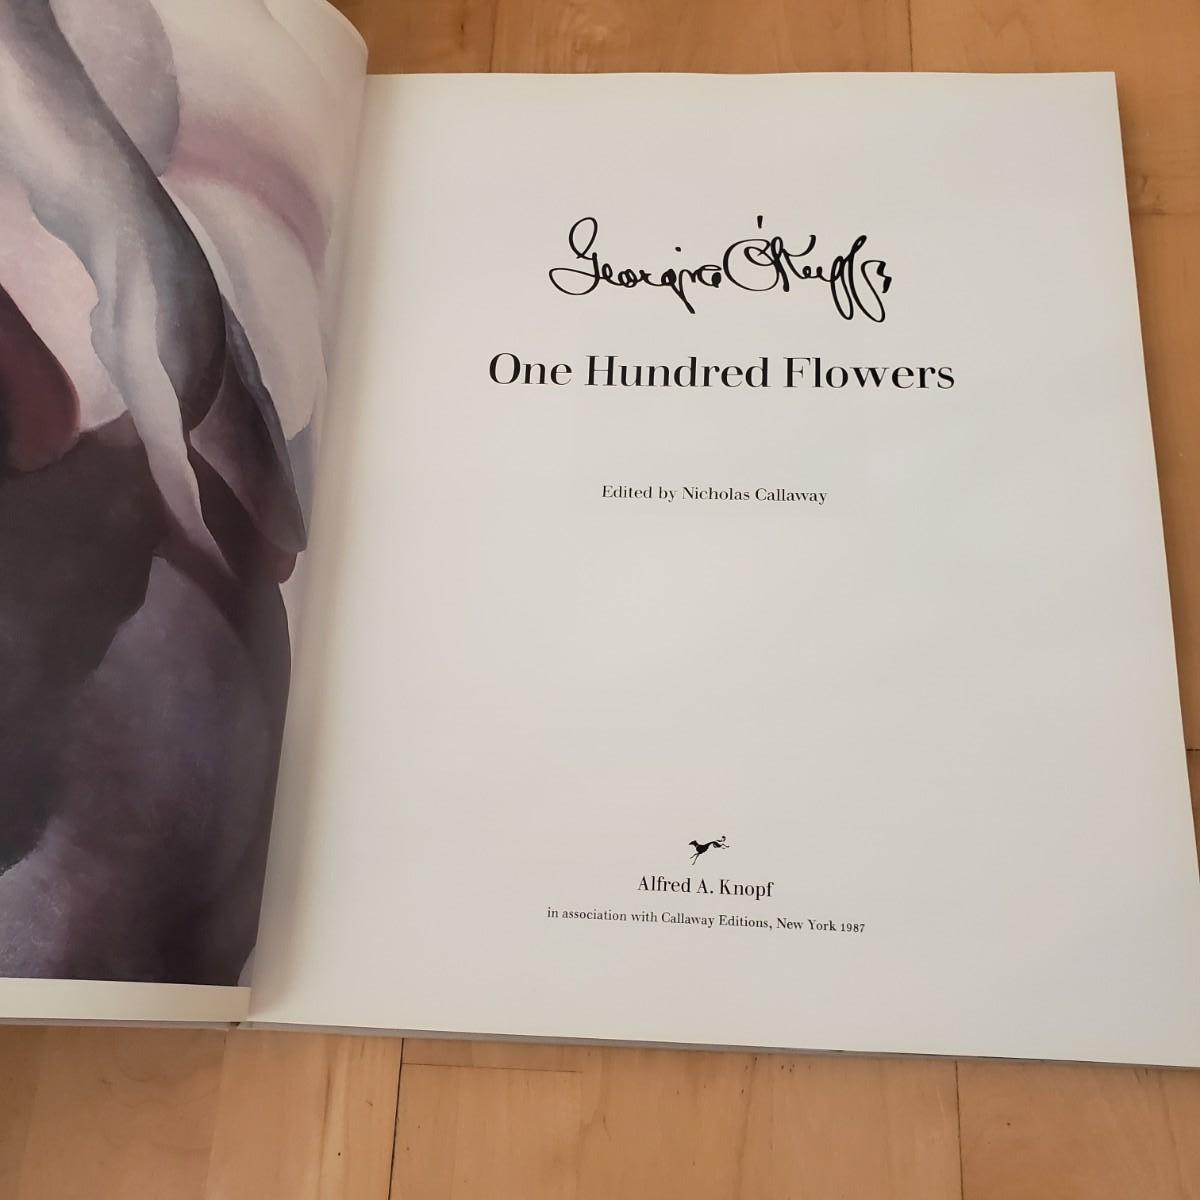 Georgia O'Keeffe
One Hundred Flowers
Edited by Nicholas Callaway
Alfred A. Knopf
in association with Callaway Editions, New York 1987